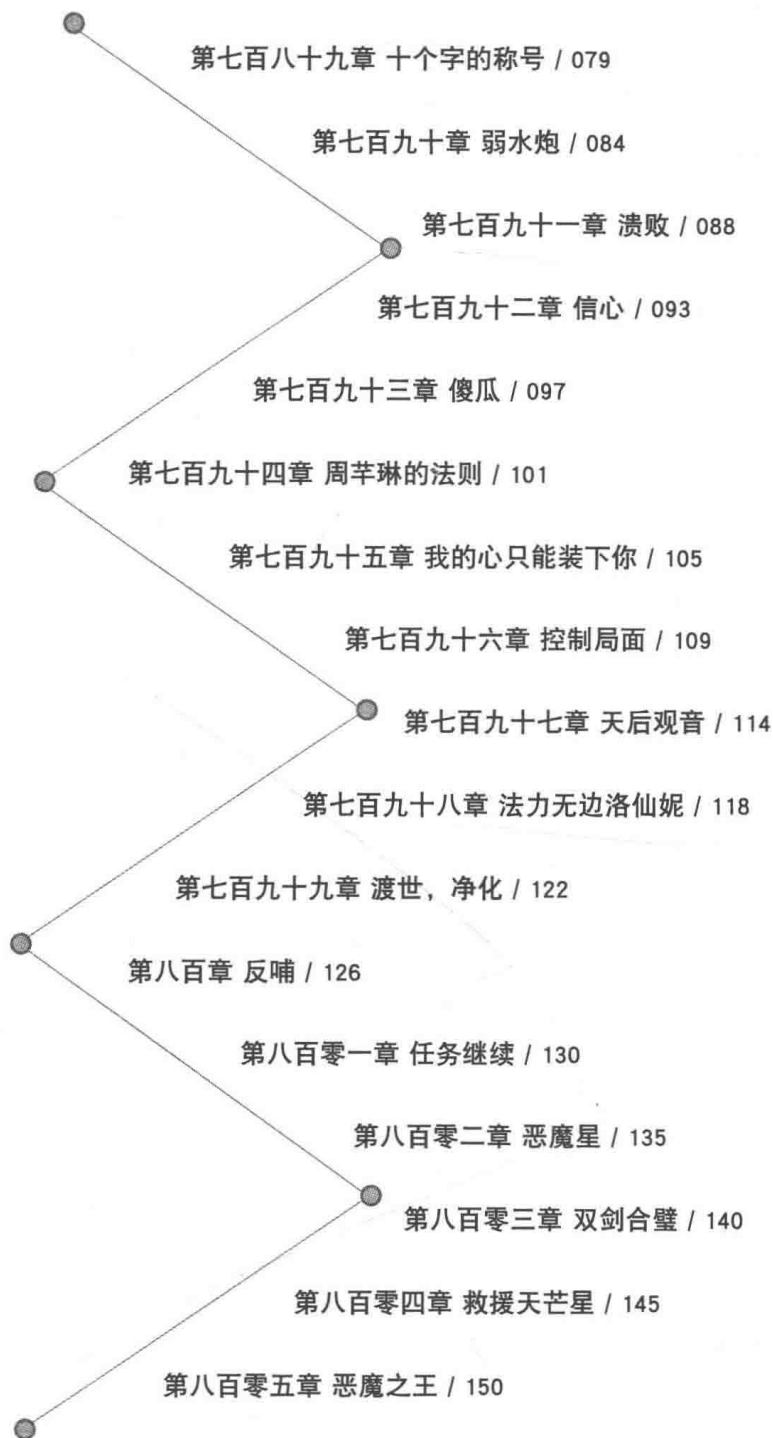 第七百八十九章 十个字的称号 / 079
第七百九十章 弱水炮 / 084
第七百九十一章 溃败 / 088
第七百九十二章 信心 / 093
第七百九十三章 傻瓜 / 097
第七百九十四章 周芊琳的法则 / 101
第七百九十五章 我的心只能装下你 / 105
第七百九十六章 控制局面 / 109
第七百九十七章 天后观音 / 114
第七百九十八章 法力无边洛仙妮 / 118
第七百九十九章 渡世，净化 / 122
第八百章 反哺 / 126
第八百零一章 任务继续 / 130
第八百零二章 恶魔星 / 135
第八百零三章 双剑合璧 / 140
第八百零四章 救援天芒星 / 145
第八百零五章 恶魔之王 / 150